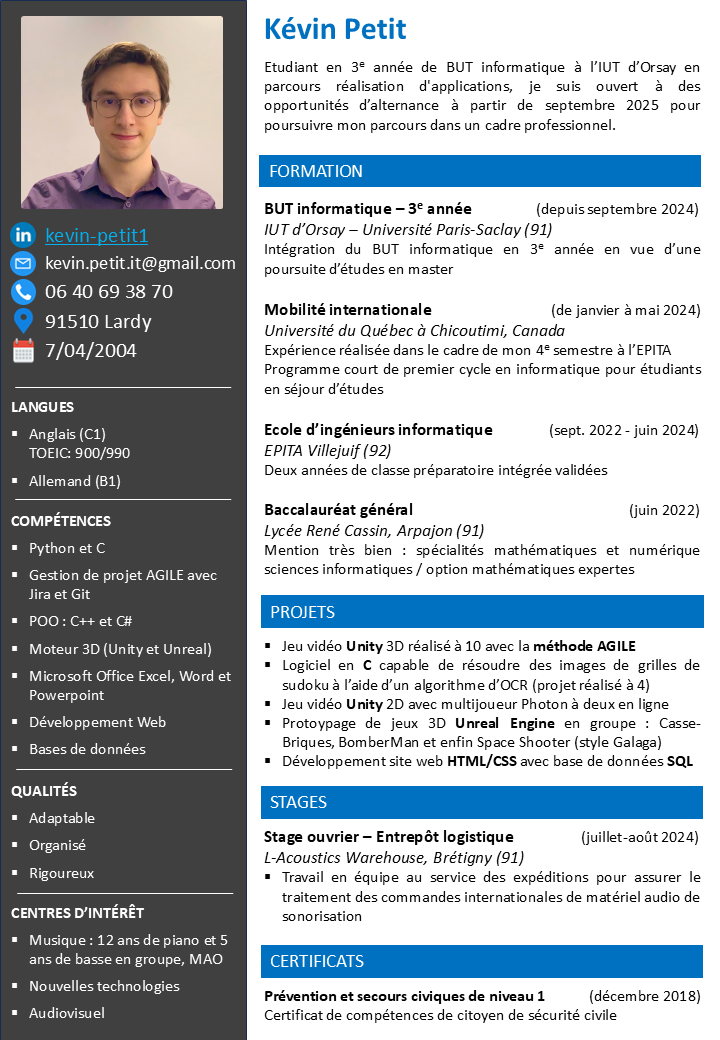 kevin-petit1
kevin.petit.it@gmail.com
06 40 69 38 70
91510 Lardy
7/04/2004
LANGUES
▪ Anglais (C1)
TOEIC: 900/990
▪ Allemand (B1)
COMPÉTENCES
▪ Python et C
▪ Gestion de projet AGILE avec
Jira et Git
▪ POO : C++ et C#
▪ Moteur 3D (Unity et Unreal)
▪ Microsoft Office Excel, Word et
Powerpoint
▪ Développement Web
▪ Bases de données
QUALITÉS
▪ Adaptable
▪ Organisé
▪ Rigoureux
CENTRES D’INTÉRÊT
▪ Musique : 12 ans de piano et 5
ans de basse en groupe, MAO
▪ Nouvelles technologies
▪ Audiovisuel
Kévin Petit
Etudiant en 3e année de BUT informatique à l’IUT d’Orsay en
parcours réalisation d'applications, je suis ouvert à des
opportunités d’alternance à partir de septembre 2025 pour
poursuivre mon parcours dans un cadre professionnel.
FORMATION
BUT informatique – 3e année (depuis septembre 2024)
IUT d’Orsay – Université Paris-Saclay (91)
Intégration du BUT informatique en 3e année en vue d’une
poursuite d’études en master
Mobilité internationale (de janvier à mai 2024)
Université du Québec à Chicoutimi, Canada
Expérience réalisée dans le cadre de mon 4e semestre à l’EPITA
Programme court de premier cycle en informatique pour étudiants
en séjour d’études
Ecole d’ingénieurs informatique (sept. 2022 - juin 2024)
EPITA Villejuif (92)
Deux années de classe préparatoire intégrée validées
Baccalauréat général (juin 2022)
Lycée René Cassin, Arpajon (91)
Mention très bien : spécialités mathématiques et numérique
sciences informatiques / option mathématiques expertes
PROJETS
▪ Jeu vidéo Unity 3D réalisé à 10 avec la méthode AGILE
▪ Logiciel en C capable de résoudre des images de grilles de
sudoku à l’aide d’un algorithme d’OCR (projet réalisé à 4)
▪ Jeu vidéo Unity 2D avec multijoueur Photon à deux en ligne
▪ Protoypage de jeux 3D Unreal Engine en groupe : Casse-
Briques, BomberMan et enfin Space Shooter (style Galaga)
▪ Développement site web HTML/CSS avec base de données SQL
STAGES
Stage ouvrier – Entrepôt logistique (juillet-août 2024)
L-Acoustics Warehouse, Brétigny (91)
▪ Travail en équipe au service des expéditions pour assurer le
traitement des commandes internationales de matériel audio de
sonorisation
CERTIFICATS
Prévention et secours civiques de niveau 1 (décembre 2018)
Certificat de compétences de citoyen de sécurité civile